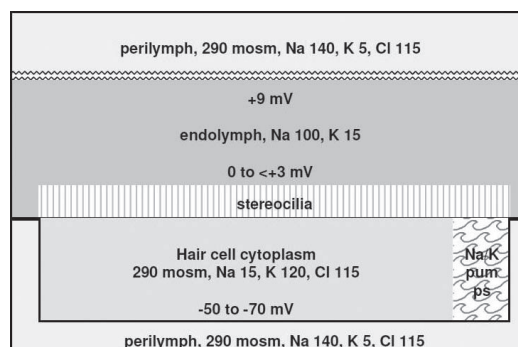 perilymph, 290 mosm, Na 140, K 5, Cl 115
+9 mV
endolymph, Na 100, K 15
0 to <+3 mV
stereocilia
Hair cell cytoplasm
290 mosm, Na 15, K 120, Cl 115
-50 to -70 mV
Na/K
pum
ps
perilymph, 290 mosm, Na 140, K 5, Cl 115